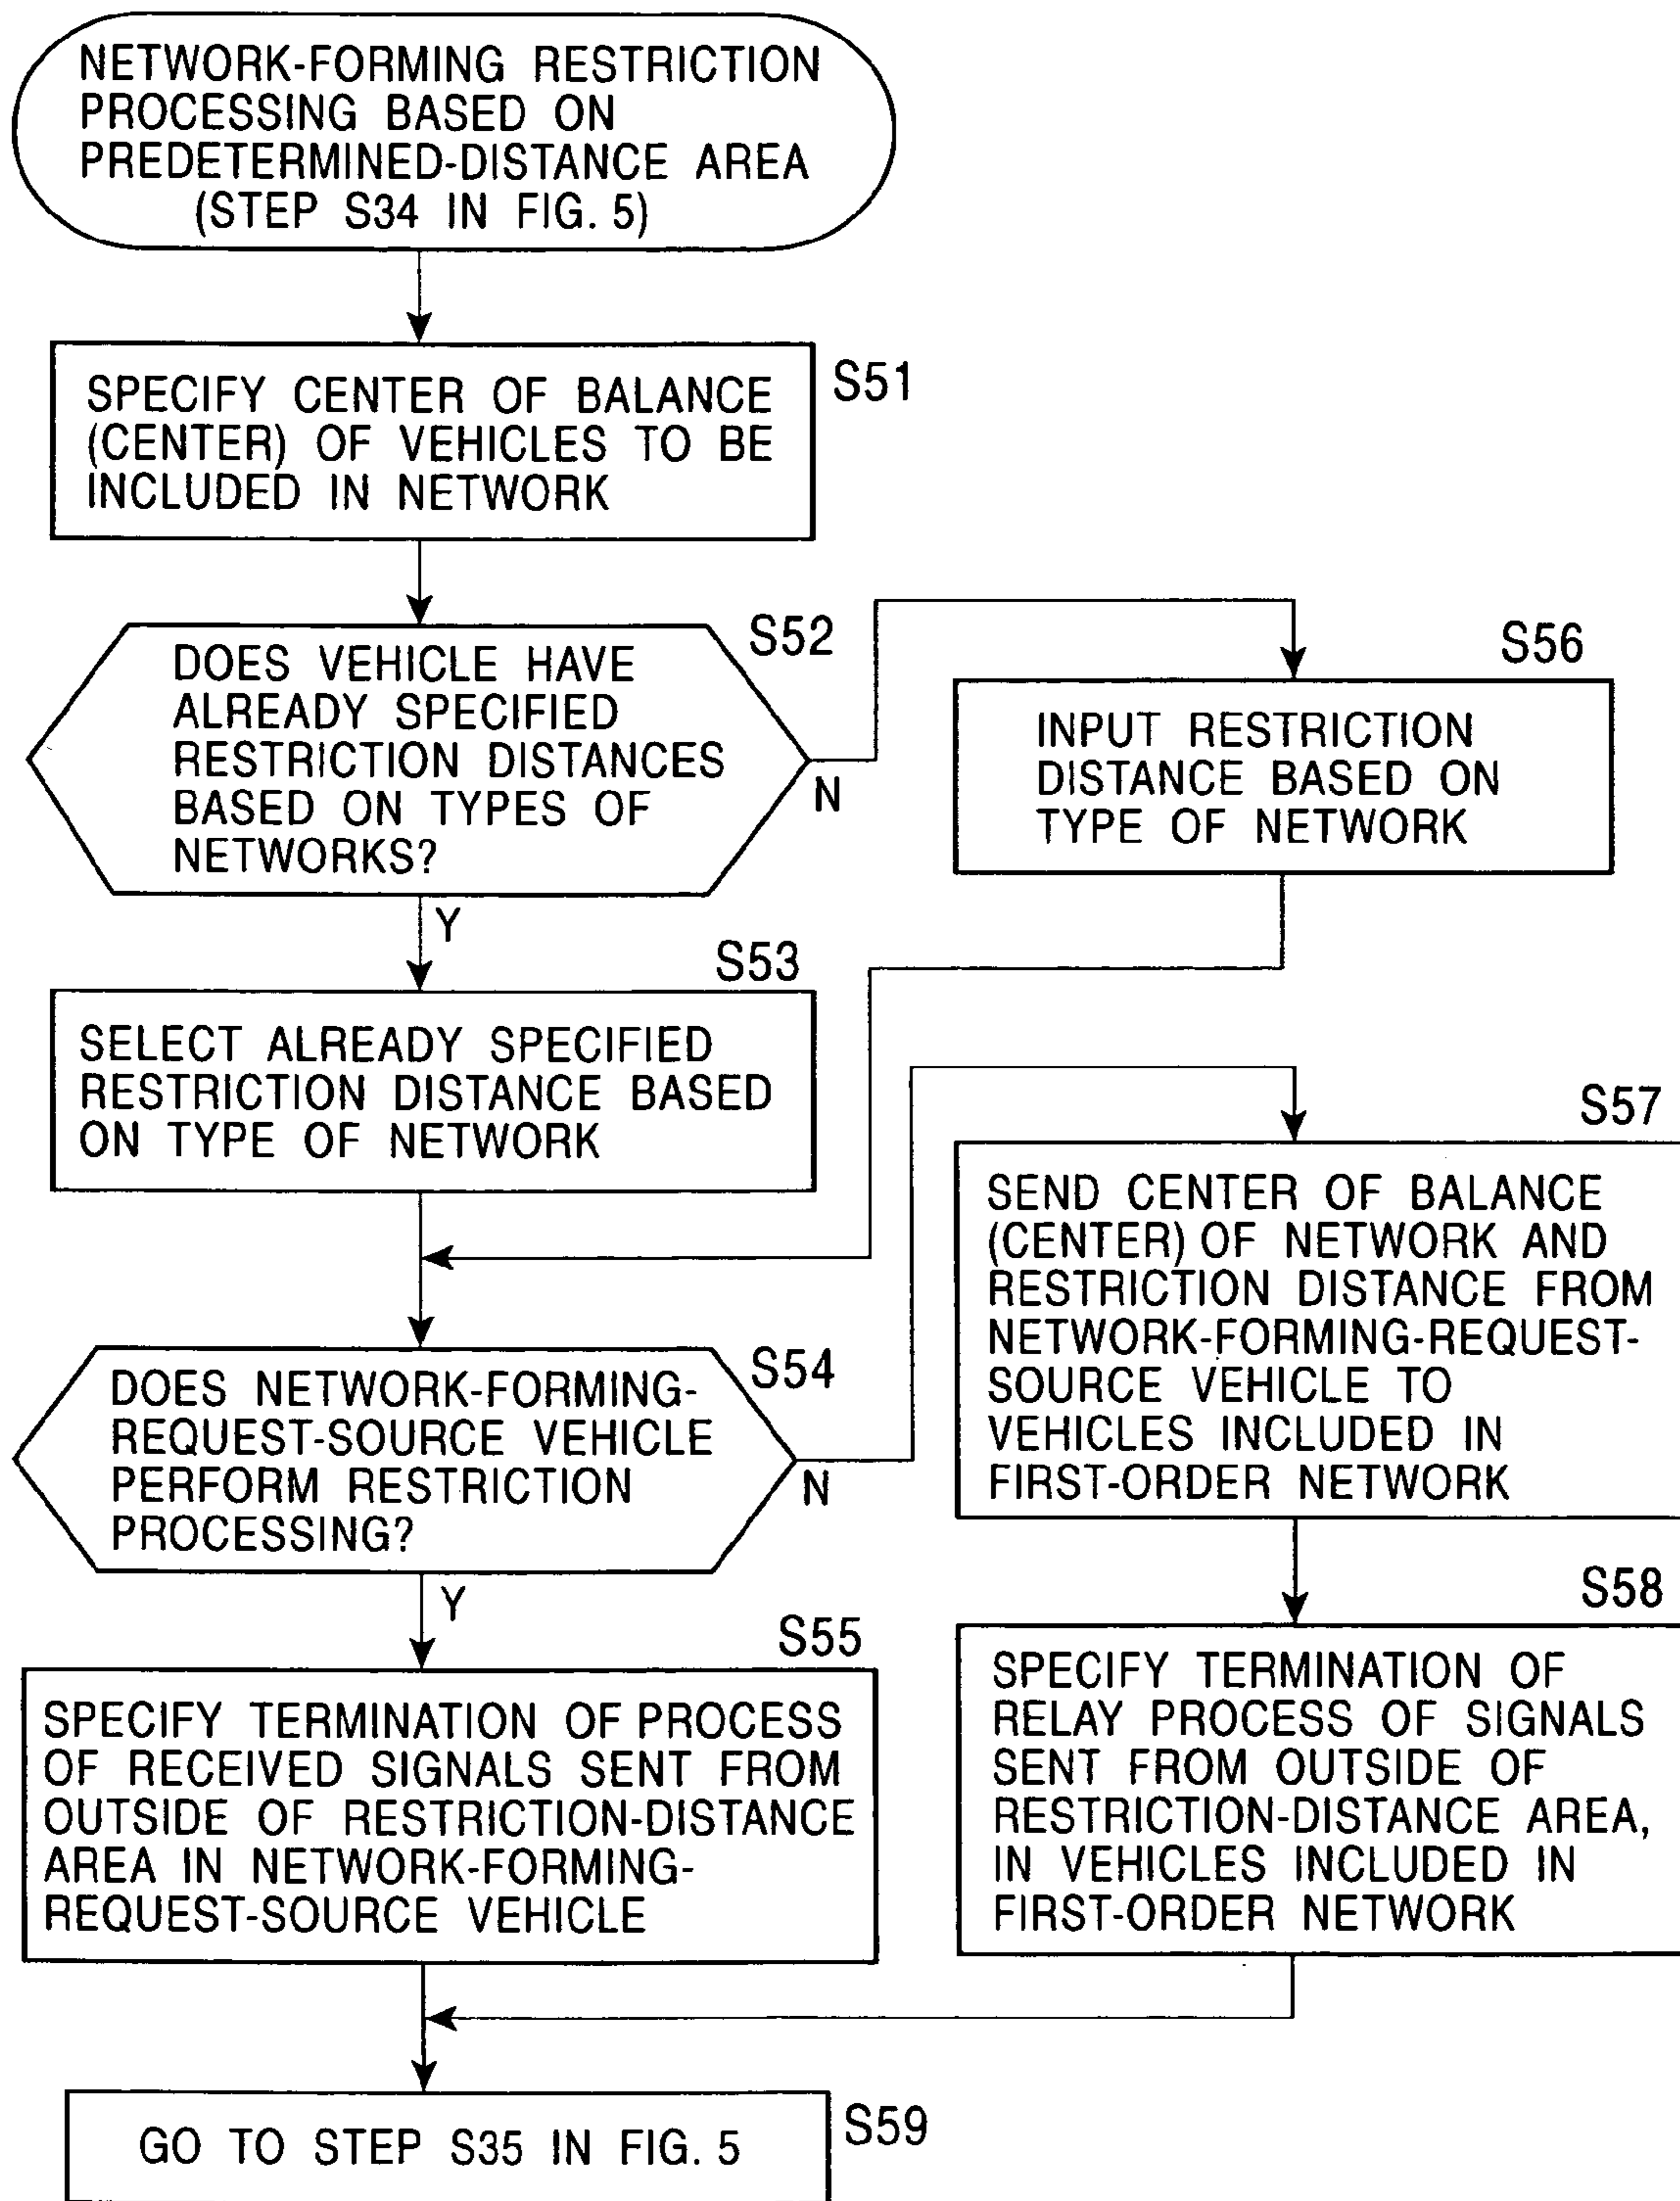 NETWORK-FORMING RESTRICTION
PROCESSING BASED ON
PREDETERMINED-DISTANCE AREA
(STEP S34 IN FIG. 5)
S51
SPECIFY CENTER OF BALANCE
(CENTER) OF VEHICLES TO BE
INCLUDED IN NETWORK
S52
DOES VEHICLE HAVE
ALREADY SPECIFIED
RESTRICTION DISTANCES
BASED ON TYPES OF
NETWORKS?
N
Y
S56
INPUT RESTRICTION
DISTANCE BASED ON
TYPE OF NETWORK
S53
SELECT ALREADY SPECIFIED
RESTRICTION DISTANCE BASED
ON TYPE OF NETWORK
S54
DOES NETWORK-FORMING-
REQUEST-SOURCE VEHICLE
PERFORM RESTRICTION
PROCESSING?
N
Y
S57
SEND CENTER OF BALANCE
(CENTER) OF NETWORK AND
RESTRICTION DISTANCE FROM
NETWORK-FORMING-REQUEST-
SOURCE VEHICLE TO
VEHICLES INCLUDED IN
FIRST-ORDER NETWORK
S55
SPECIFY TERMINATION OF PROCESS
OF RECEIVED SIGNALS SENT FROM
OUTSIDE OF RESTRICTION-DISTANCE
AREA IN NETWORK-FORMING-
REQUEST-SOURCE VEHICLE
S58
SPECIFY TERMINATION OF
RELAY PROCESS OF SIGNALS
SENT FROM OUTSIDE OF
RESTRICTION-DISTANCE AREA,
IN VEHICLES INCLUDED IN
FIRST-ORDER NETWORK
S59
GO TO STEP S35 IN FIG. 5